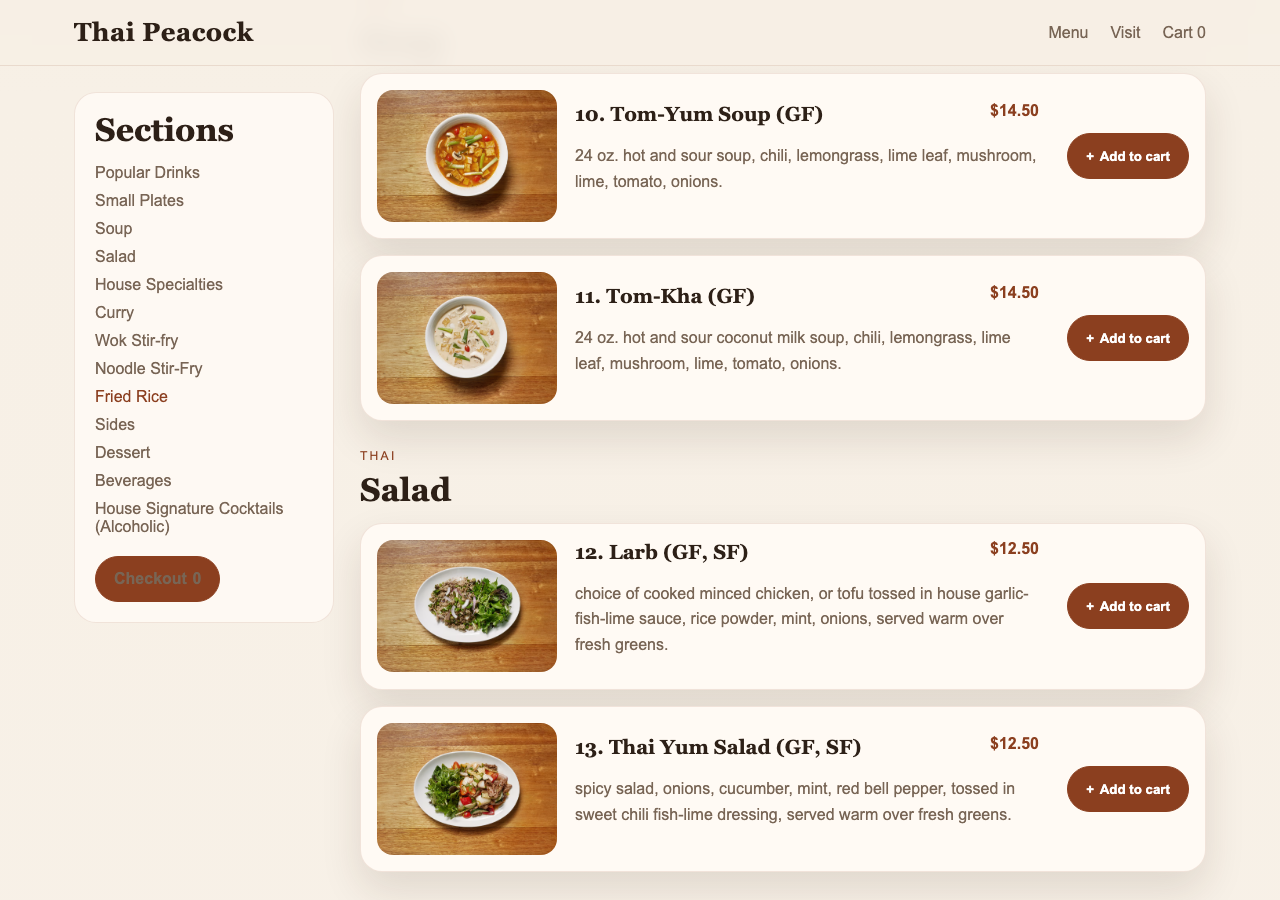 Thai Peacock
Menu
Visit
Cart 0
Sections
Popular Drinks
Small Plates
Soup
Salad
House Specialties
Curry
Wok Stir-fry
Noodle Stir-Fry
Fried Rice
Sides
Dessert
Beverages
House Signature Cocktails
(Alcoholic)
Checkout 0
10. Tom-Yum Soup (GF)
$14.50
24 oz. hot and sour soup, chili, lemongrass, lime leaf, mushroom,
lime, tomato, onions.
+ Add to cart
11. Tom-Kha (GF)
$14.50
24 oz. hot and sour coconut milk soup, chili, lemongrass, lime
leaf, mushroom, lime, tomato, onions.
+ Add to cart
THAI
Salad
12. Larb (GF, SF)
$12.50
choice of cooked minced chicken, or tofu tossed in house garlic-
fish-lime sauce, rice powder, mint, onions, served warm over
fresh greens.
+ Add to cart
13. Thai Yum Salad (GF, SF)
$12.50
spicy salad, onions, cucumber, mint, red bell pepper, tossed in
sweet chili fish-lime dressing, served warm over fresh greens.
+ Add to cart